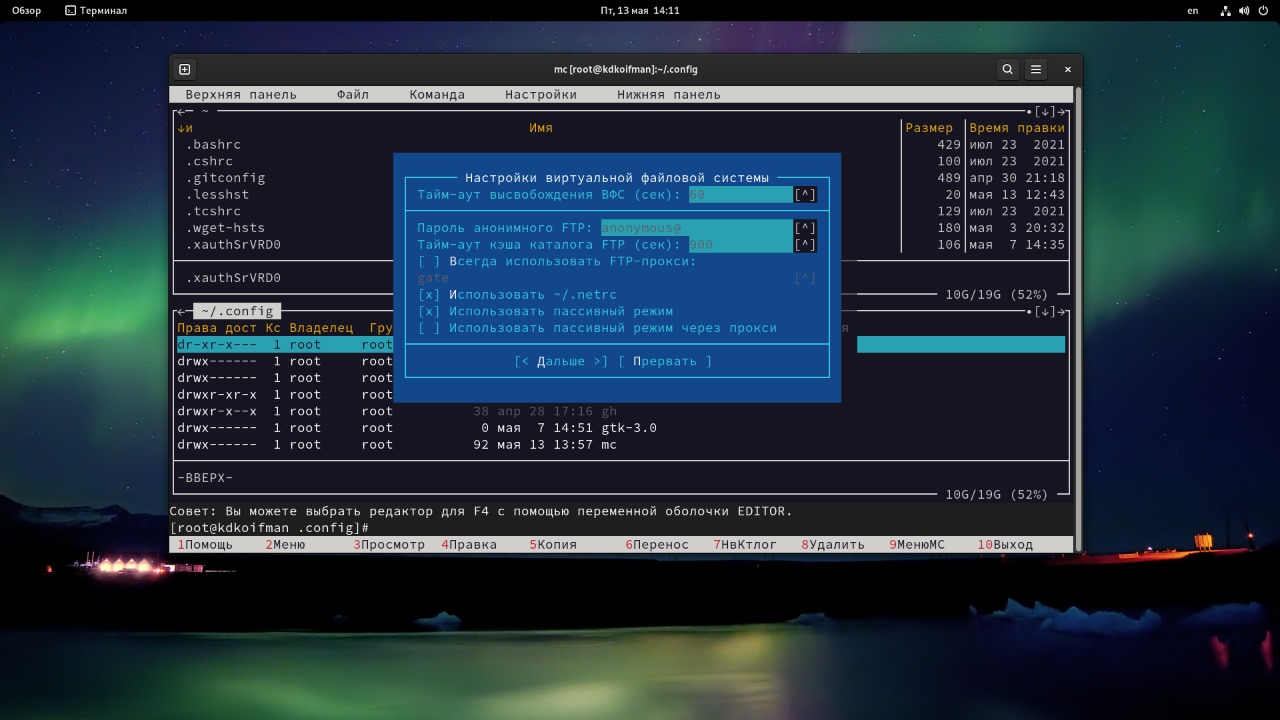 Обзор Терминал Пт, 13 мая 14:11 en
mc [root@kdkoifman]:~/.config
Верхняя панель Файл Команда Настройки Нижняя панель
←─ ~ ─ •[↓]→
↓и Имя Размер Время правки
.bashrc 429 июл 23 2021
.cshrc 100 июл 23 2021
.gitconfig 489 апр 30 21:18
.lesshst 20 мая 13 12:43
.tcshrc 129 июл 23 2021
.wget-hsts 180 мая 3 20:32
.xauthSrVRD0 106 мая 7 14:35
.xauthSrVRD0
10G/19G (52%)
Настройки виртуальной файловой системы
Тайм-аут высвобождения ВФС (сек): 60 [^]
Пароль анонимного FTP: anonymous@ [^]
Тайм-аут кэша каталога FTP (сек): 900 [^]
[ ] Всегда использовать FTP-прокси:
gate [^]
[x] Использовать ~/.netrc
[x] Использовать пассивный режим
[ ] Использовать пассивный режим через прокси
[< Дальше >] [ Прервать ]
←─ ~/.config ─ •[↓]→
Права дост Кс Владелец Гру я
dr-xr-x--- 1 root root
drwx------ 1 root root
drwx------ 1 root root
drwxr-xr-x 1 root root
drwxr-x--x 1 root root 38 апр 28 17:16 gh
drwx------ 1 root root 0 мая 7 14:51 gtk-3.0
drwx------ 1 root root 92 мая 13 13:57 mc
-ВВЕРХ-
10G/19G (52%)
Совет: Вы можете выбрать редактор для F4 с помощью переменной оболочки EDITOR.
[root@kdkoifman .config]#
1Помощь 2Меню 3Просмотр 4Правка 5Копия 6Перенос 7НвКтлог 8Удалить 9МенюМС 10Выход